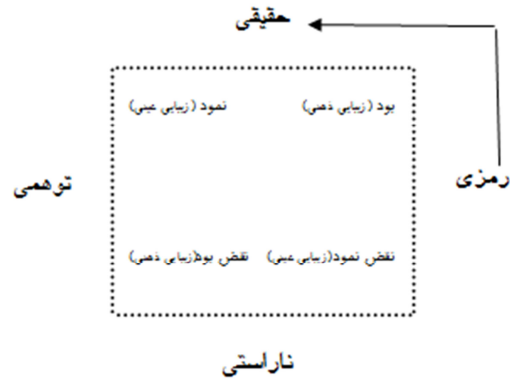 حقیقی
بود (زیبایی ذهنی) نمود (زیبایی عینی)
رمزی توهمی
نقض نمود(زیبایی عینی) نقض بود(زیبایی ذهنی)
ناراستی